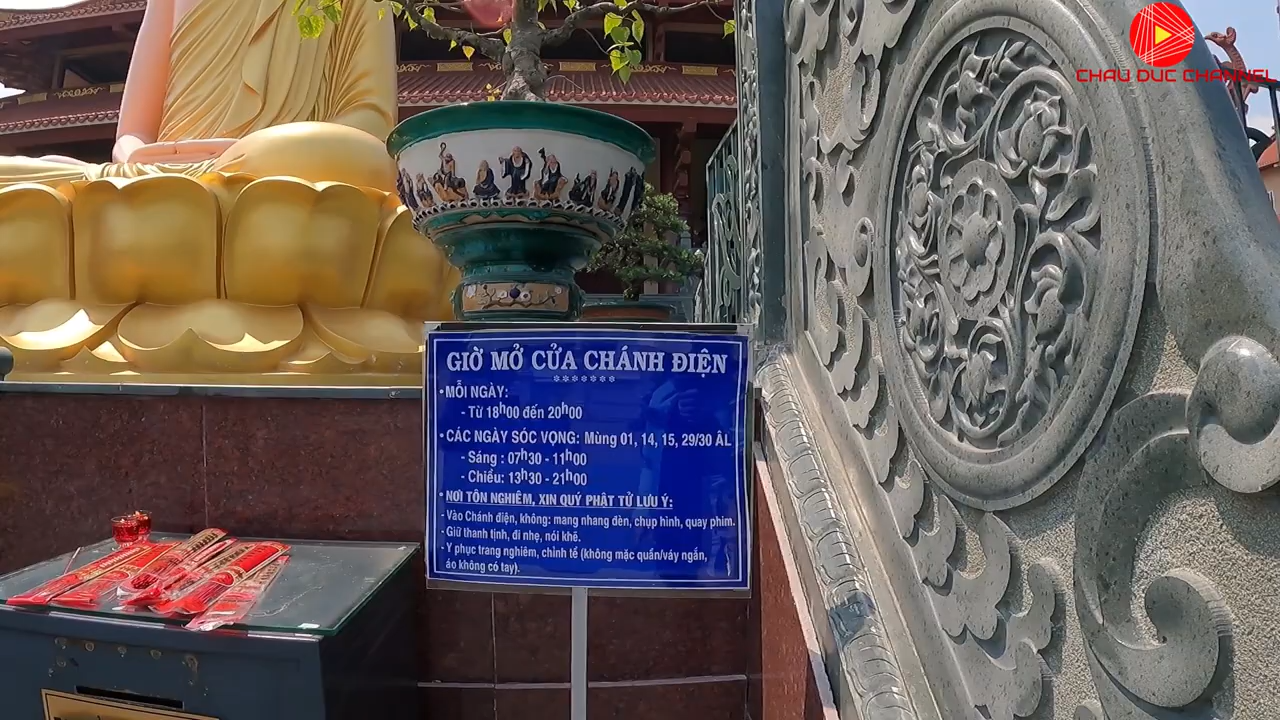 CHAU DUC CHANNEL
GIỜ MỞ CỬA CHÁNH ĐIỆN
*******
•MỖI NGÀY:
- Từ 18h00 đến 20h00
•CÁC NGÀY SÓC VỌNG: Mùng 01, 14, 15, 29/30 ÂL
- Sáng : 07h30 - 11h00
- Chiều: 13h30 - 21h00
• NƠI TÔN NGHIÊM, XIN QUÝ PHẬT TỬ LƯU Ý:
- Vào Chánh điện, không: mang nhang đèn, chụp hình, quay phim.
- Giữ thanh tịnh, đi nhẹ, nói khẽ.
- Y phục trang nghiêm, chỉnh tề (không mặc quần/váy ngắn,
áo không có tay).